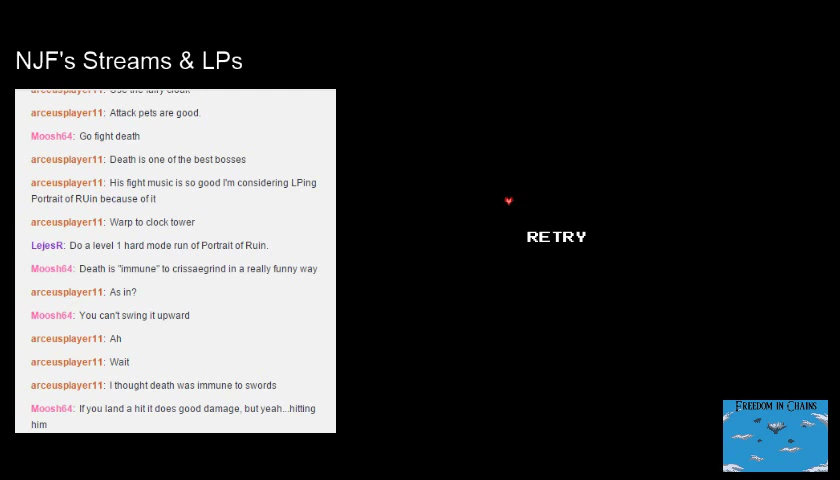 NJF's Streams & LPs
arceusplayer11: Use the fairy cloak
arceusplayer11: Attack pets are good.
Moosh64: Go fight death
arceusplayer11: Death is one of the best bosses
arceusplayer11: His fight music is so good I'm considering LPing
Portrait of RUin because of it
arceusplayer11: Warp to clock tower
LejesR: Do a level 1 hard mode run of Portrait of Ruin.
Moosh64: Death is "immune" to crissaegrind in a really funny way
arceusplayer11: As in?
Moosh64: You can't swing it upward
arceusplayer11: Ah
arceusplayer11: Wait
arceusplayer11: I thought death was immune to swords
Moosh64: If you land a hit it does good damage, but yeah...hitting
him
RETRY
Freedom in Chains